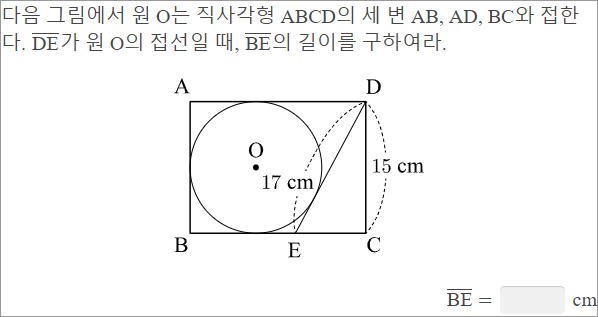 다음 그림에서 원 O는 직사각형 ABCD의 세 변 AB, AD, BC와 접한
다. DE가 원 O의 접선일 때, BE의 길이를 구하여라.
A D
O
17 cm 15 cm
B E C
BE = cm